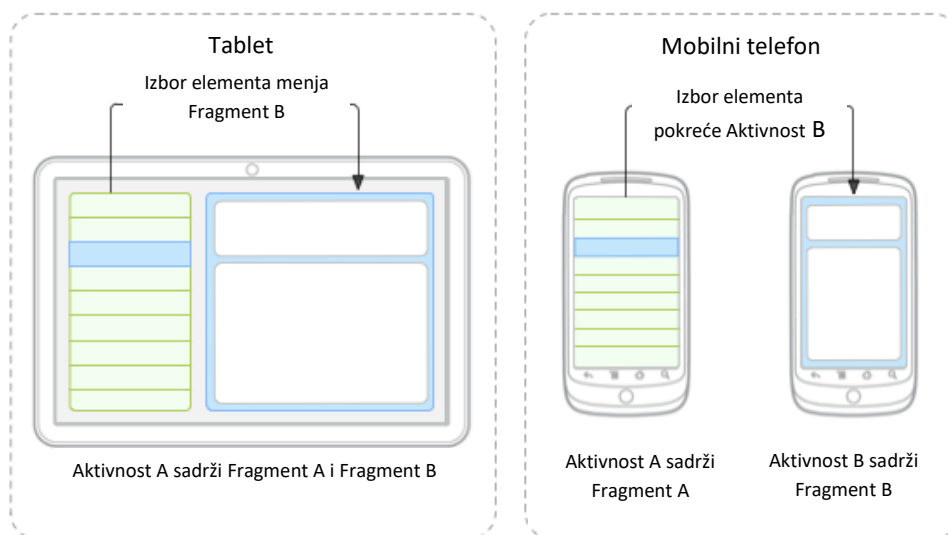 Tablet
Izbor elementa menja
Fragment B
Aktivnost A sadrži Fragment A i Fragment B
Mobilni telefon
Izbor elementa
pokreće Aktivnost B
Aktivnost A sadrži
Fragment A
Aktivnost B sadrži
Fragment B